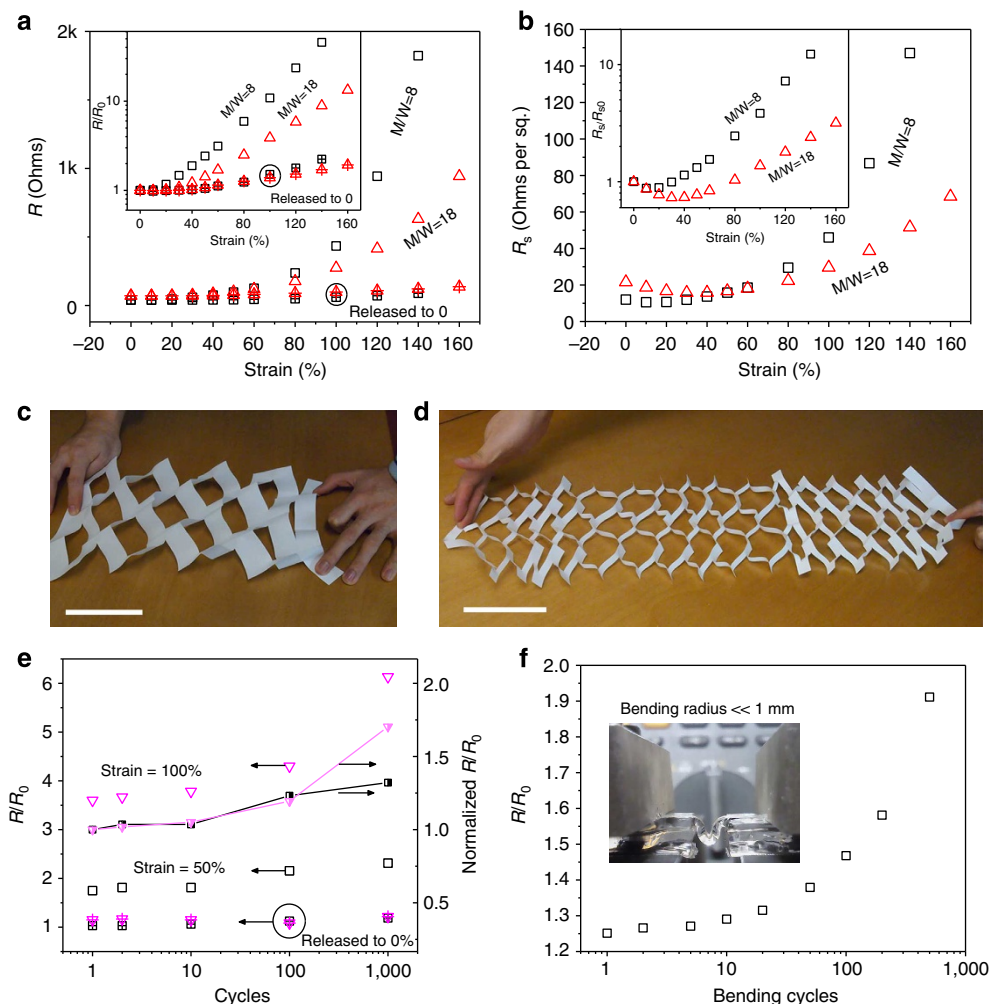 a
2k
1k
0
R (Ohms)
−20 0 20 40 60 80 100 120 140 160
Strain (%)
M/W=8
M/W=18
Released to 0
10
1
R/R0
0 40 80 120 160
Strain (%)
M/W=8
M/W=18
Released to 0
b
160
140
120
100
80
60
40
20
0
Rs (Ohms per sq.)
−20 0 20 40 60 80 100 120 140 160
Strain (%)
M/W=8
M/W=18
10
1
Rs/Rs0
0 40 80 120 160
Strain (%)
M/W=8
M/W=18
c
d
e
6
5
4
3
2
1
R/R0
2.0
1.5
1.0
0.5
0.0
Normalized R/R0
Strain = 100%
Strain = 50%
Released to 0%
1 10 100 1,000
Cycles
f
2.0
1.9
1.8
1.7
1.6
1.5
1.4
1.3
1.2
R/R0
Bending radius << 1 mm
1 10 100 1,000
Bending cycles